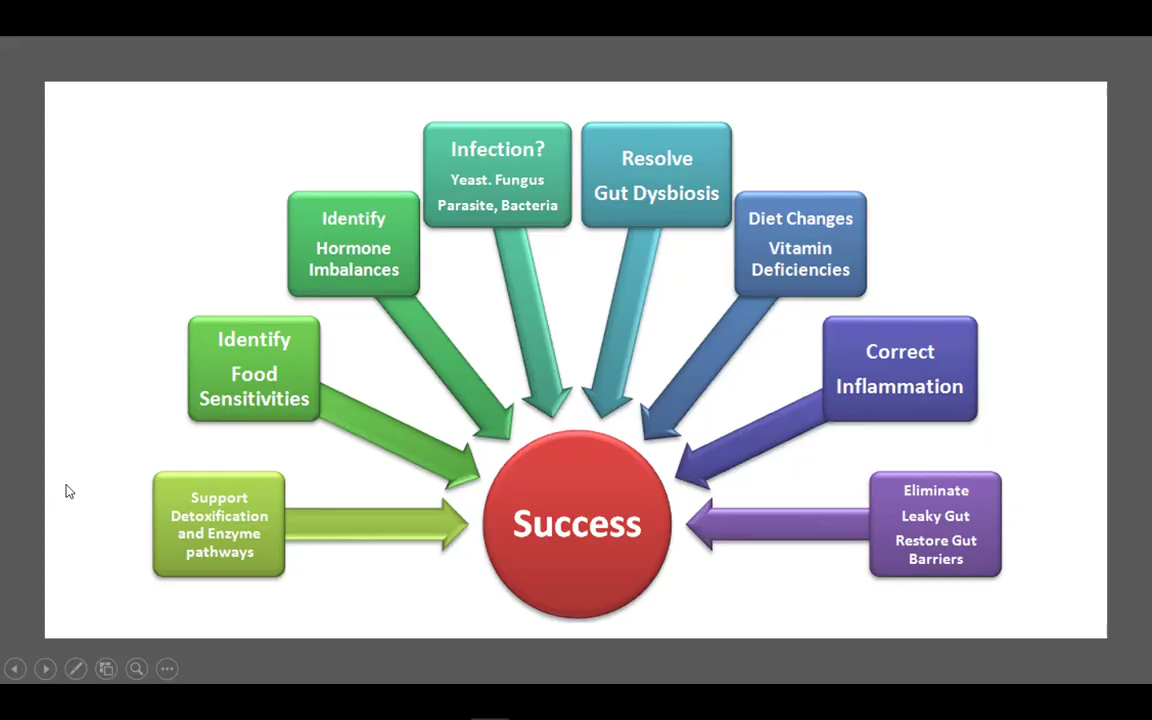 Infection?
Yeast. Fungus
Parasite, Bacteria
Resolve
Gut Dysbiosis
Identify
Hormone
Imbalances
Diet Changes
Vitamin
Deficiencies
Identify
Food
Sensitivities
Correct
Inflammation
Support
Detoxification
and Enzyme
pathways
Success
Eliminate
Leaky Gut
Restore Gut
Barriers